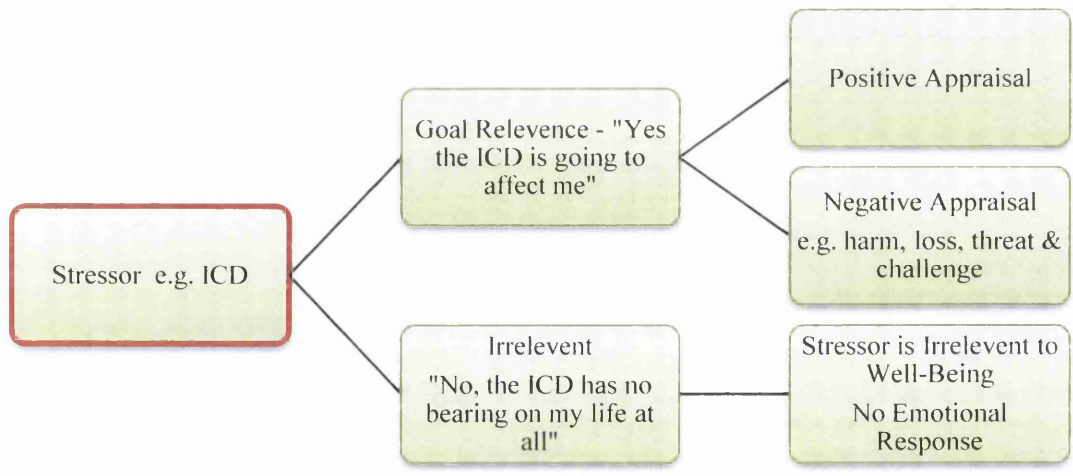 Stressor e.g. ICD
Goal Relevence - "Yes
the ICD is going to
affect me"
Irrelevent
"No, the ICD has no
bearing on my life at
all"
Positive Appraisal
Negative Appraisal
e.g. harm, loss, threat &
challenge
Stressor is Irrelevent to
Well-Being
No Emotional
Response